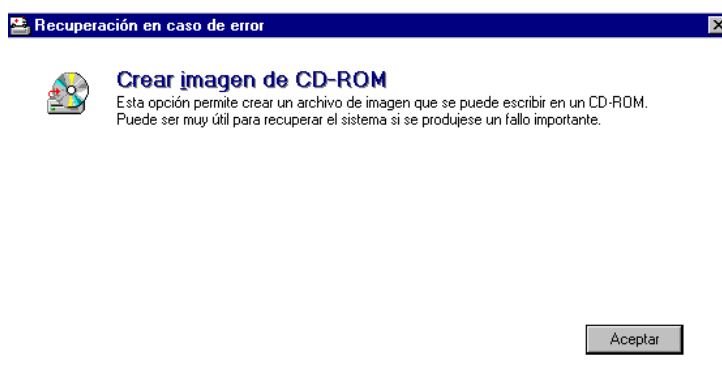 Recuperación en caso de error
Crear imagen de CD-ROM
Esta opción permite crear un archivo de imagen que se puede escribir en un CD-ROM.
Puede ser muy útil para recuperar el sistema si se produjese un fallo importante.
Aceptar